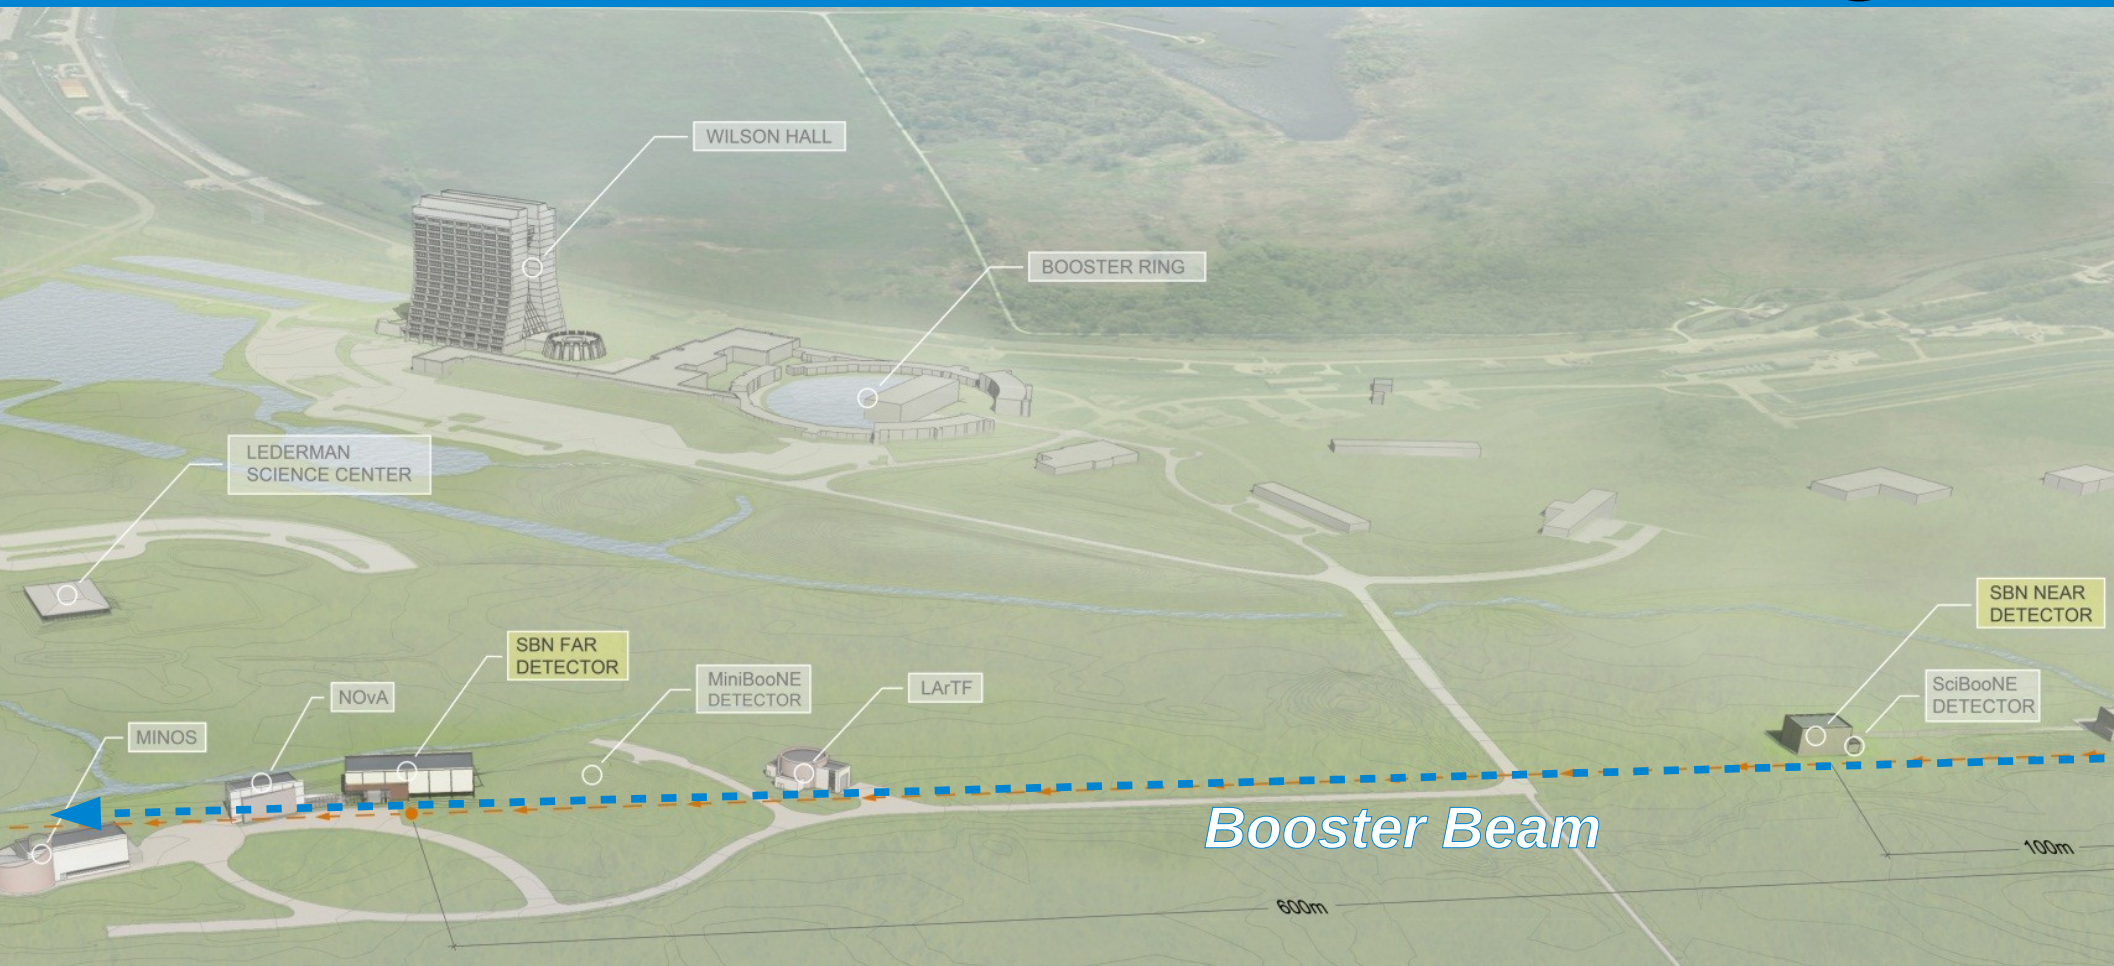 WILSON HALL
BOOSTER RING
LEDERMAN
SCIENCE CENTER
SBN NEAR
DETECTOR
SBN FAR
DETECTOR
MiniBooNE
DETECTOR
LArTF
SciBooNE
DETECTOR
NOvA
MINOS
Booster Beam
100m
600m